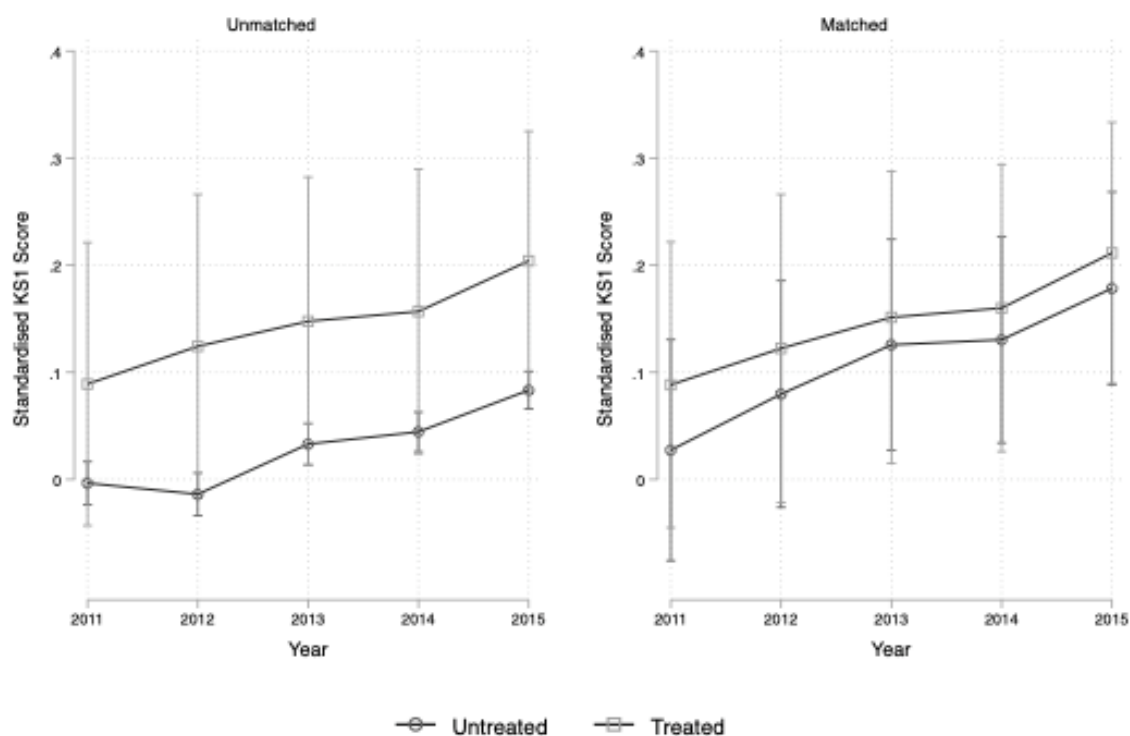 Unmatched
Matched
Standardised KS1 Score
.4
.3
.2
.1
0
2011 2012 2013 2014 2015
Year
Standardised KS1 Score
.4
.3
.2
.1
0
2011 2012 2013 2014 2015
Year
Untreated Treated